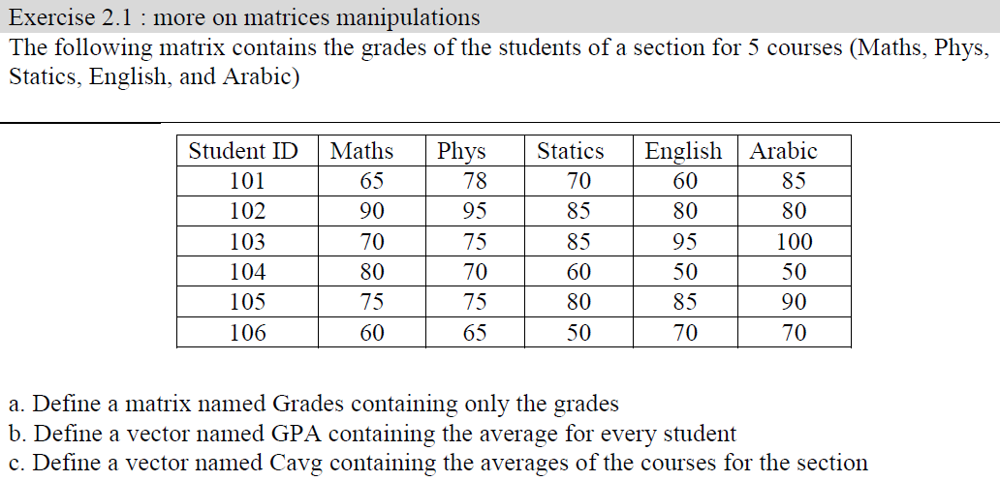 Exercise 2.1 : more on matrices manipulations
The following matrix contains the grades of the students of a section for 5 courses (Maths, Phys,
Statics, English, and Arabic)
Student ID Maths Phys Statics English Arabic
101 65 78 70 60 85
102 90 95 85 80 80
103 70 75 85 95 100
104 80 70 60 50 50
105 75 75 80 85 90
106 60 65 50 70 70
a. Define a matrix named Grades containing only the grades
b. Define a vector named GPA containing the average for every student
c. Define a vector named Cavg containing the averages of the courses for the section